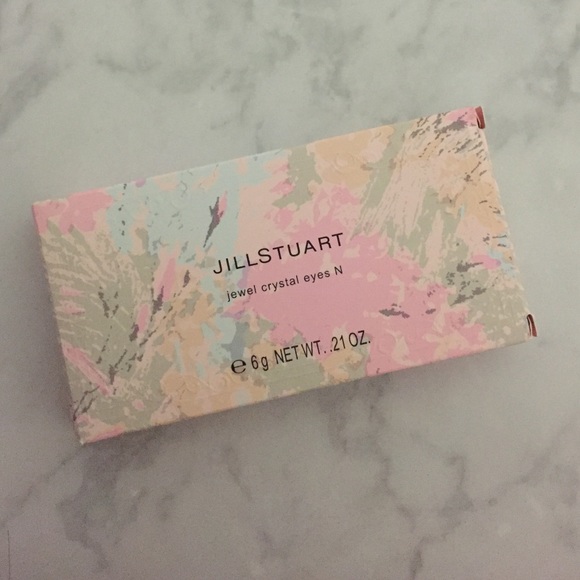 JILLSTUART
jewel crystal eyes N
℮ 6g NET WT. .21 OZ.